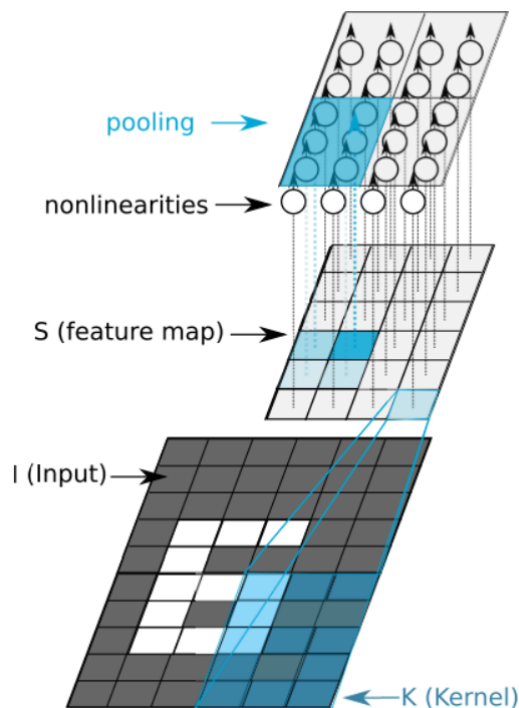 pooling
nonlinearities
S (feature map)
I (Input)
K (Kernel)